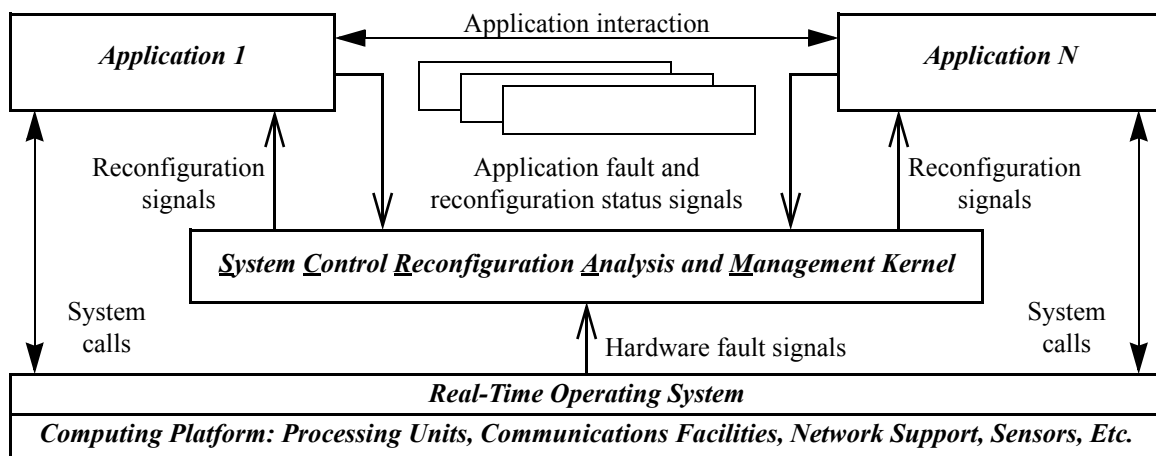 Application interaction
Application 1
Application N
Reconfiguration
signals
Application fault and
reconfiguration status signals
Reconfiguration
signals
System Control Reconfiguration Analysis and Management Kernel
System
calls
Hardware fault signals
System
calls
Real-Time Operating System
Computing Platform: Processing Units, Communications Facilities, Network Support, Sensors, Etc.